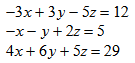 −3x + 3y − 5z = 12
−x − y + 2z = 5
4x + 6y + 5z = 29